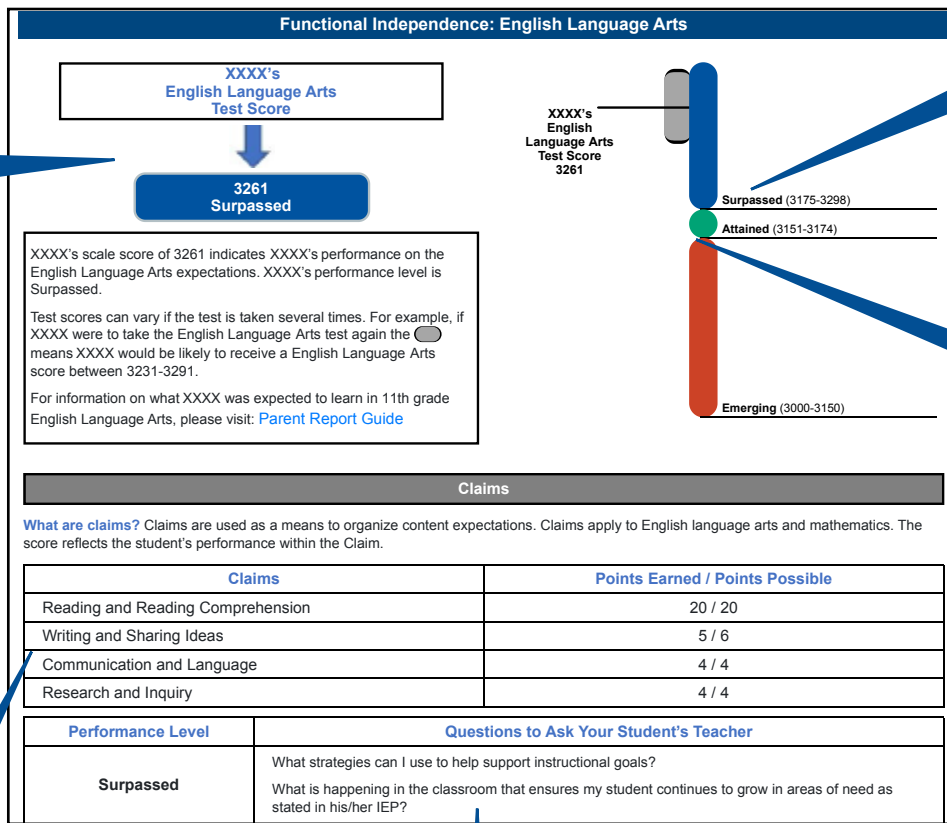 Functional Independence: English Language Arts
XXXX's
English Language Arts
Test Score
3261
Surpassed
XXXX's
English
Language Arts
Test Score
3261
Surpassed (3175-3298)
Attained (3151-3174)
Emerging (3000-3150)
XXXX's scale score of 3261 indicates XXXX's performance on the
English Language Arts expectations. XXXX's performance level is
Surpassed.
Test scores can vary if the test is taken several times. For example, if
XXXX were to take the English Language Arts test again the
means XXXX would be likely to receive a English Language Arts
score between 3231-3291.
For information on what XXXX was expected to learn in 11th grade
English Language Arts, please visit: Parent Report Guide
Claims
What are claims? Claims are used as a means to organize content expectations. Claims apply to English language arts and mathematics. The
score reflects the student's performance within the Claim.
Claims Points Earned / Points Possible
Reading and Reading Comprehension 20 / 20
Writing and Sharing Ideas 5 / 6
Communication and Language 4 / 4
Research and Inquiry 4 / 4
Performance Level Questions to Ask Your Student's Teacher
Surpassed
What strategies can I use to help support instructional goals?
What is happening in the classroom that ensures my student continues to grow in areas of need as
stated in his/her IEP?